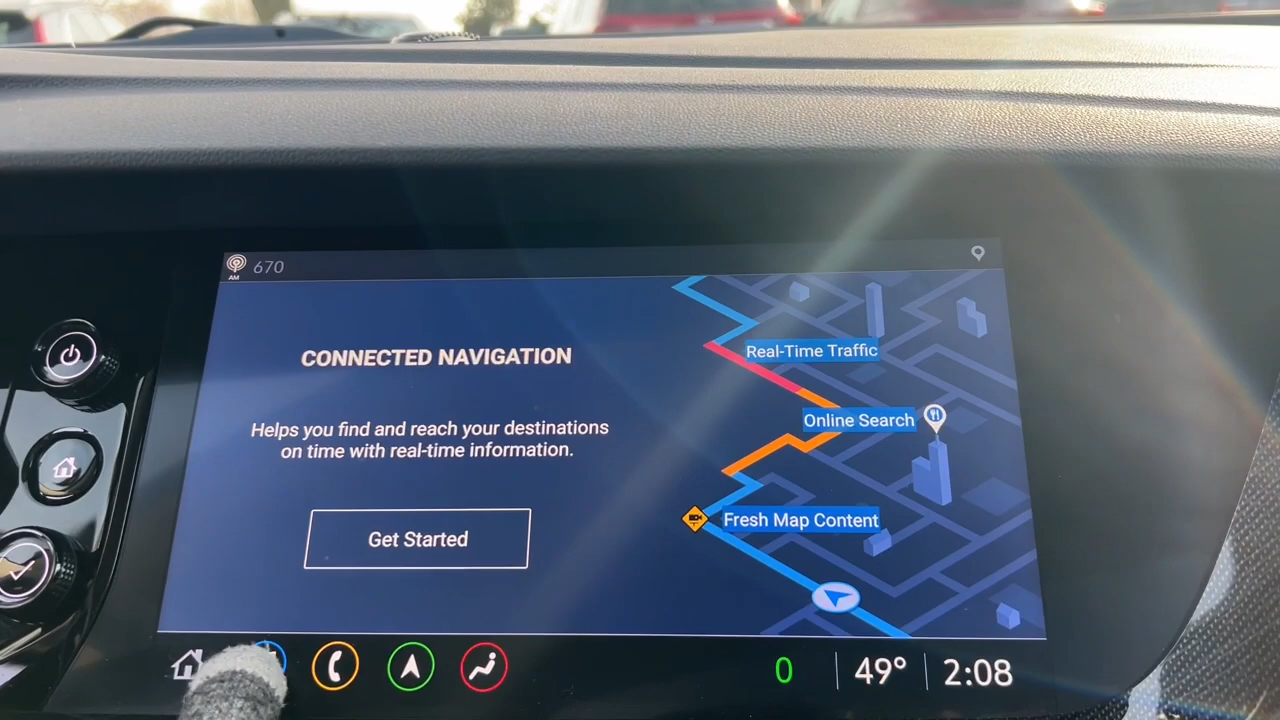 AM
670
CONNECTED NAVIGATION
Helps you find and reach your destinations
on time with real-time information.
Get Started
Real-Time Traffic
Online Search
Fresh Map Content
0
49°
2:08